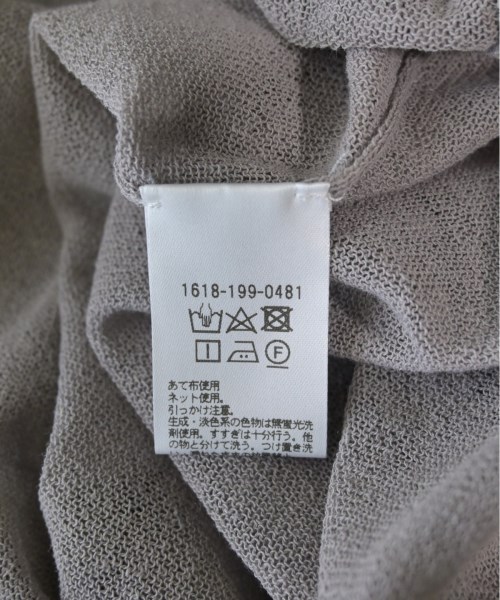 1618-199-0481
F
あて布使用
ネット使用。
引っかけ注意。
生成・淡色系の色物は無蛍光洗
剤使用。すすぎは十分行う。他
の物と分けて洗う。つけ置き洗